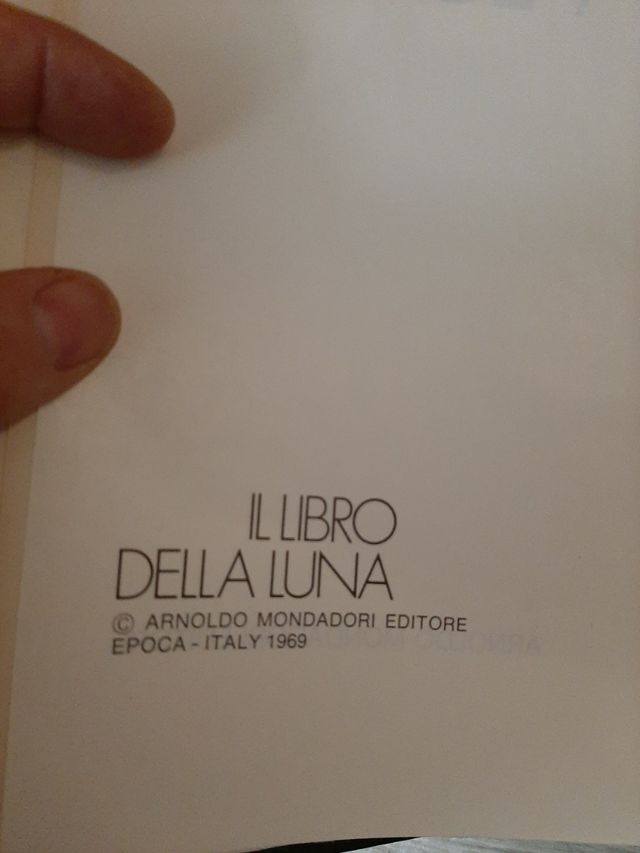 IL LIBRO
DELLA LUNA
© ARNOLDO MONDADORI EDITORE
EPOCA - ITALY 1969